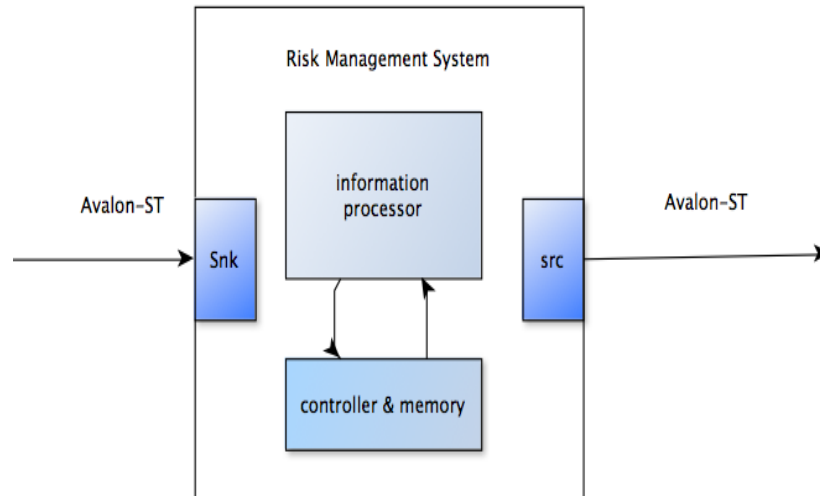 Risk Management System
information
processor
Avalon-ST
Avalon-ST
Snk
src
controller & memory